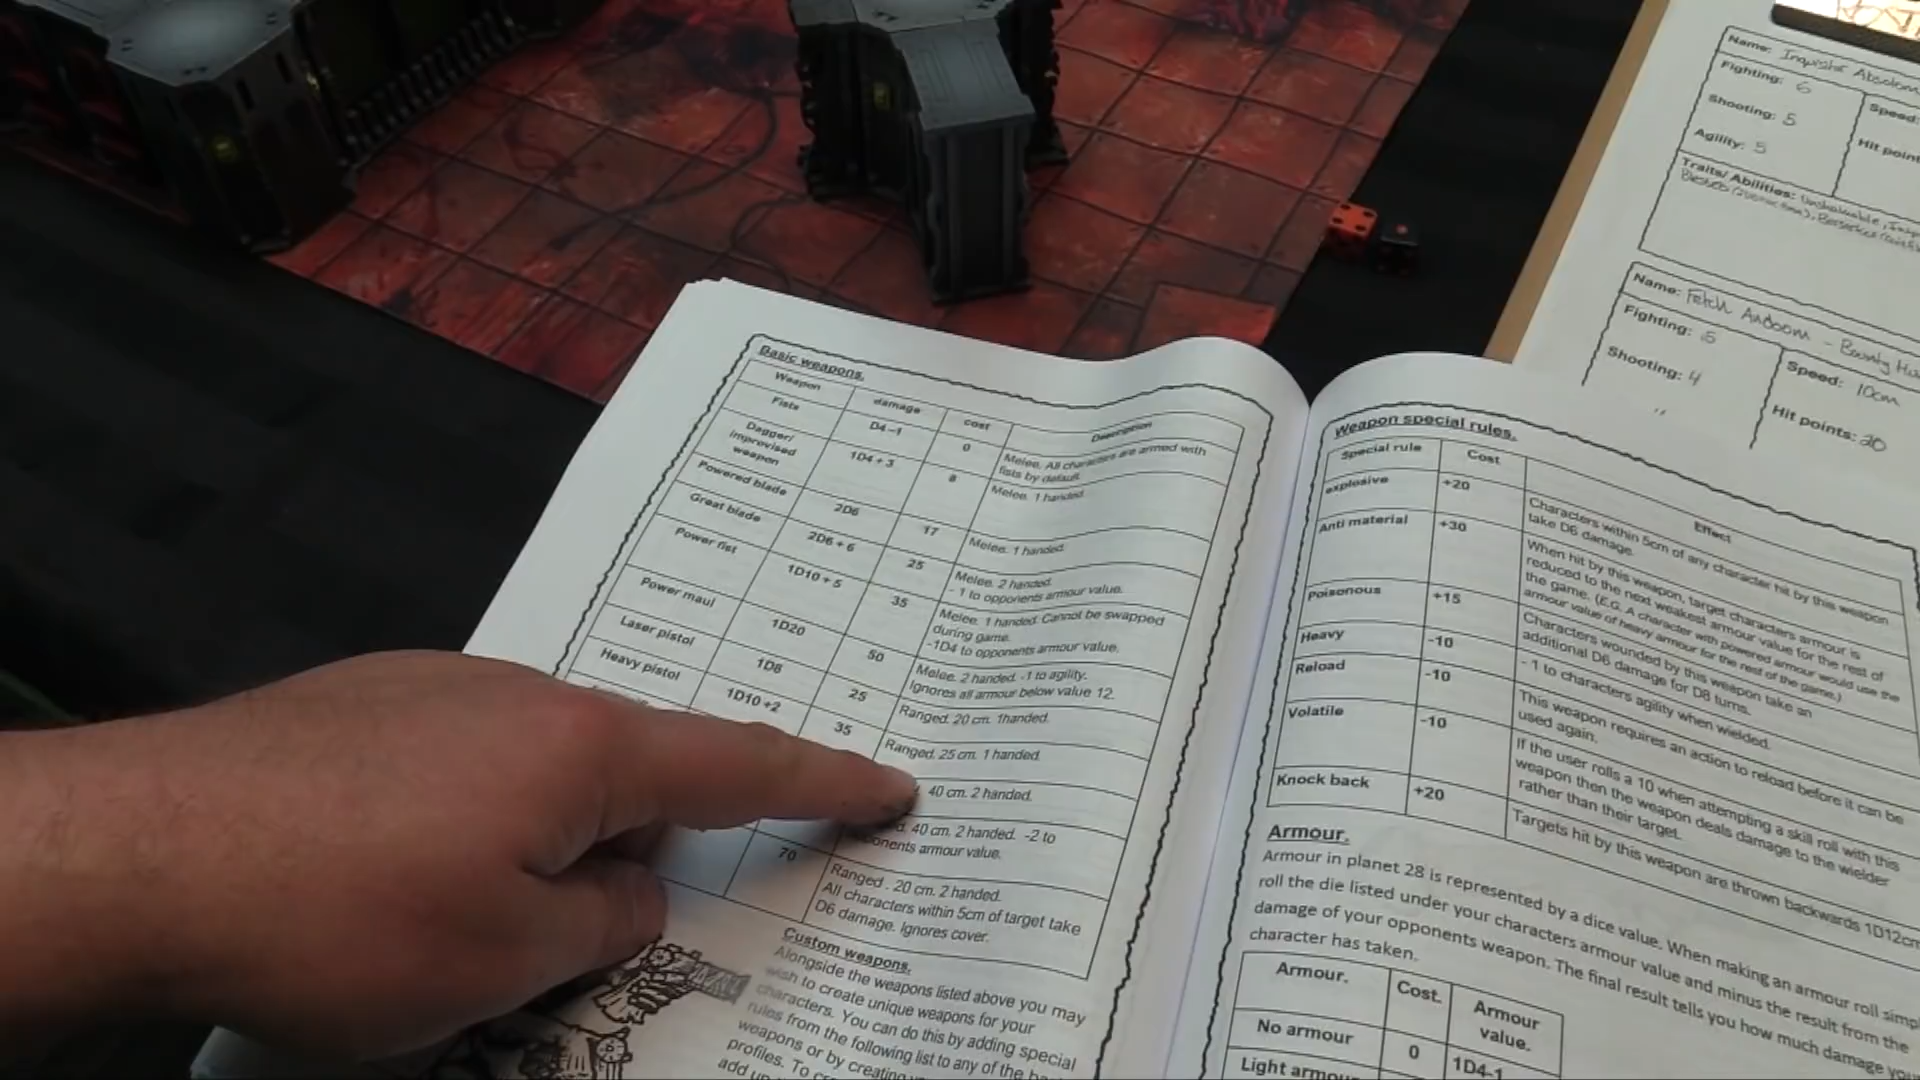 Basic weapons.
Weapon damage cost Description
Fists D4 -1 0 Melee. All characters are armed with
fists by default.
Dagger/ 1D4 + 3 8 Melee. 1 handed.
improvised
weapon
Powered blade 2D6 17 Melee. 1 handed.
Great blade 2D6 + 6 25 Melee. 2 handed.
- 1 to opponents armour value.
Power fist 1D10 + 5 35 Melee. 1 handed. Cannot be swapped
during game.
-1D4 to opponents armour value.
Power maul 1D20 50 Melee. 2 handed. -1 to agility.
Ignores all armour below value 12.
Laser pistol 1D8 25 Ranged. 20 cm. 1handed.
Heavy pistol 1D10 +2 35 Ranged. 25 cm. 1 handed.
40 cm. 2 handed.
40 cm. 2 handed. -2 to
armour value.
70 Ranged . 20 cm. 2 handed.
All characters within 5cm of target take
D6 damage. Ignores cover.
Custom weapons.
Alongside the weapons listed above you may
wish to create unique weapons for your
characters. You can do this by adding special
rules from the following list to any of the
weapons or by creating
profiles. To
add up
Weapon special rules.
Special rule Cost Effect
explosive +20 Characters within 5cm of any character hit by this weapon
take D6 damage.
Anti material +30 When hit by this weapon, target characters armour is
reduced to the next weakest armour value for the rest of
the game. (E.G. A character with powered armour would use the
armour value of heavy armour for the rest of the game.)
Poisonous +15 Characters wounded by this weapon take an
additional D6 damage for D8 turns.
Heavy -10 - 1 to characters agility when wielded.
Reload -10 This weapon requires an action to reload before it can be
used again.
Volatile -10 If the user rolls a 10 when attempting a skill roll with this
weapon then the weapon deals damage to the wielder
rather than their target.
Knock back +20 Targets hit by this weapon are thrown backwards 1D12cm
Armour.
Armour in planet 28 is represented by a dice value. When making an armour roll simply
roll the die listed under your characters armour value and minus the result from the
damage of your opponents weapon. The final result tells you how much damage your
character has taken.
Armour. Cost. Armour
value.
No armour 0 1D4-1
Light armour
Name: Inquisitor Absolom
Fighting: 6 Speed:
Shooting: 5 Hit points
Agility: 5
Traits/ Abilities: Unshakeable,
Name: Fetch Andoom - Bounty
Fighting: 5 Speed: 10cm
Shooting: 4 Hit points: 20